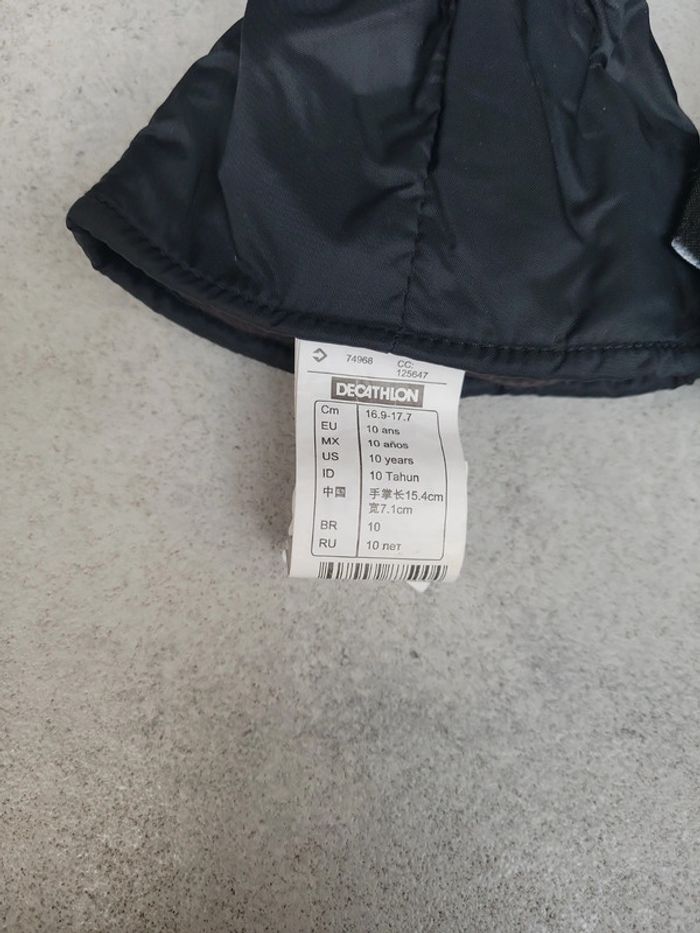 74968 CC:
125647
DECATHLON
Cm 16.9-17.7
EU 10 ans
MX 10 años
US 10 years
ID 10 Tahun
中国 手掌长15.4cm
宽7.1cm
BR 10
RU 10 лет